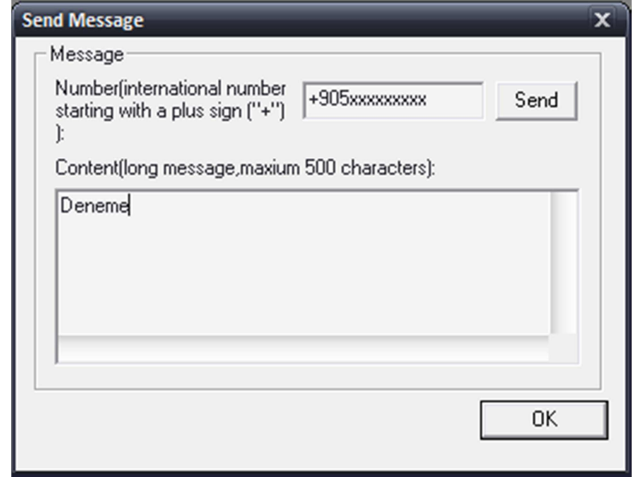 Send Message
X
Message
Number(international number
starting with a plus sign ("+")
):
+905xxxxxxxxx
Send
Content(long message,maxium 500 characters):
Deneme
OK